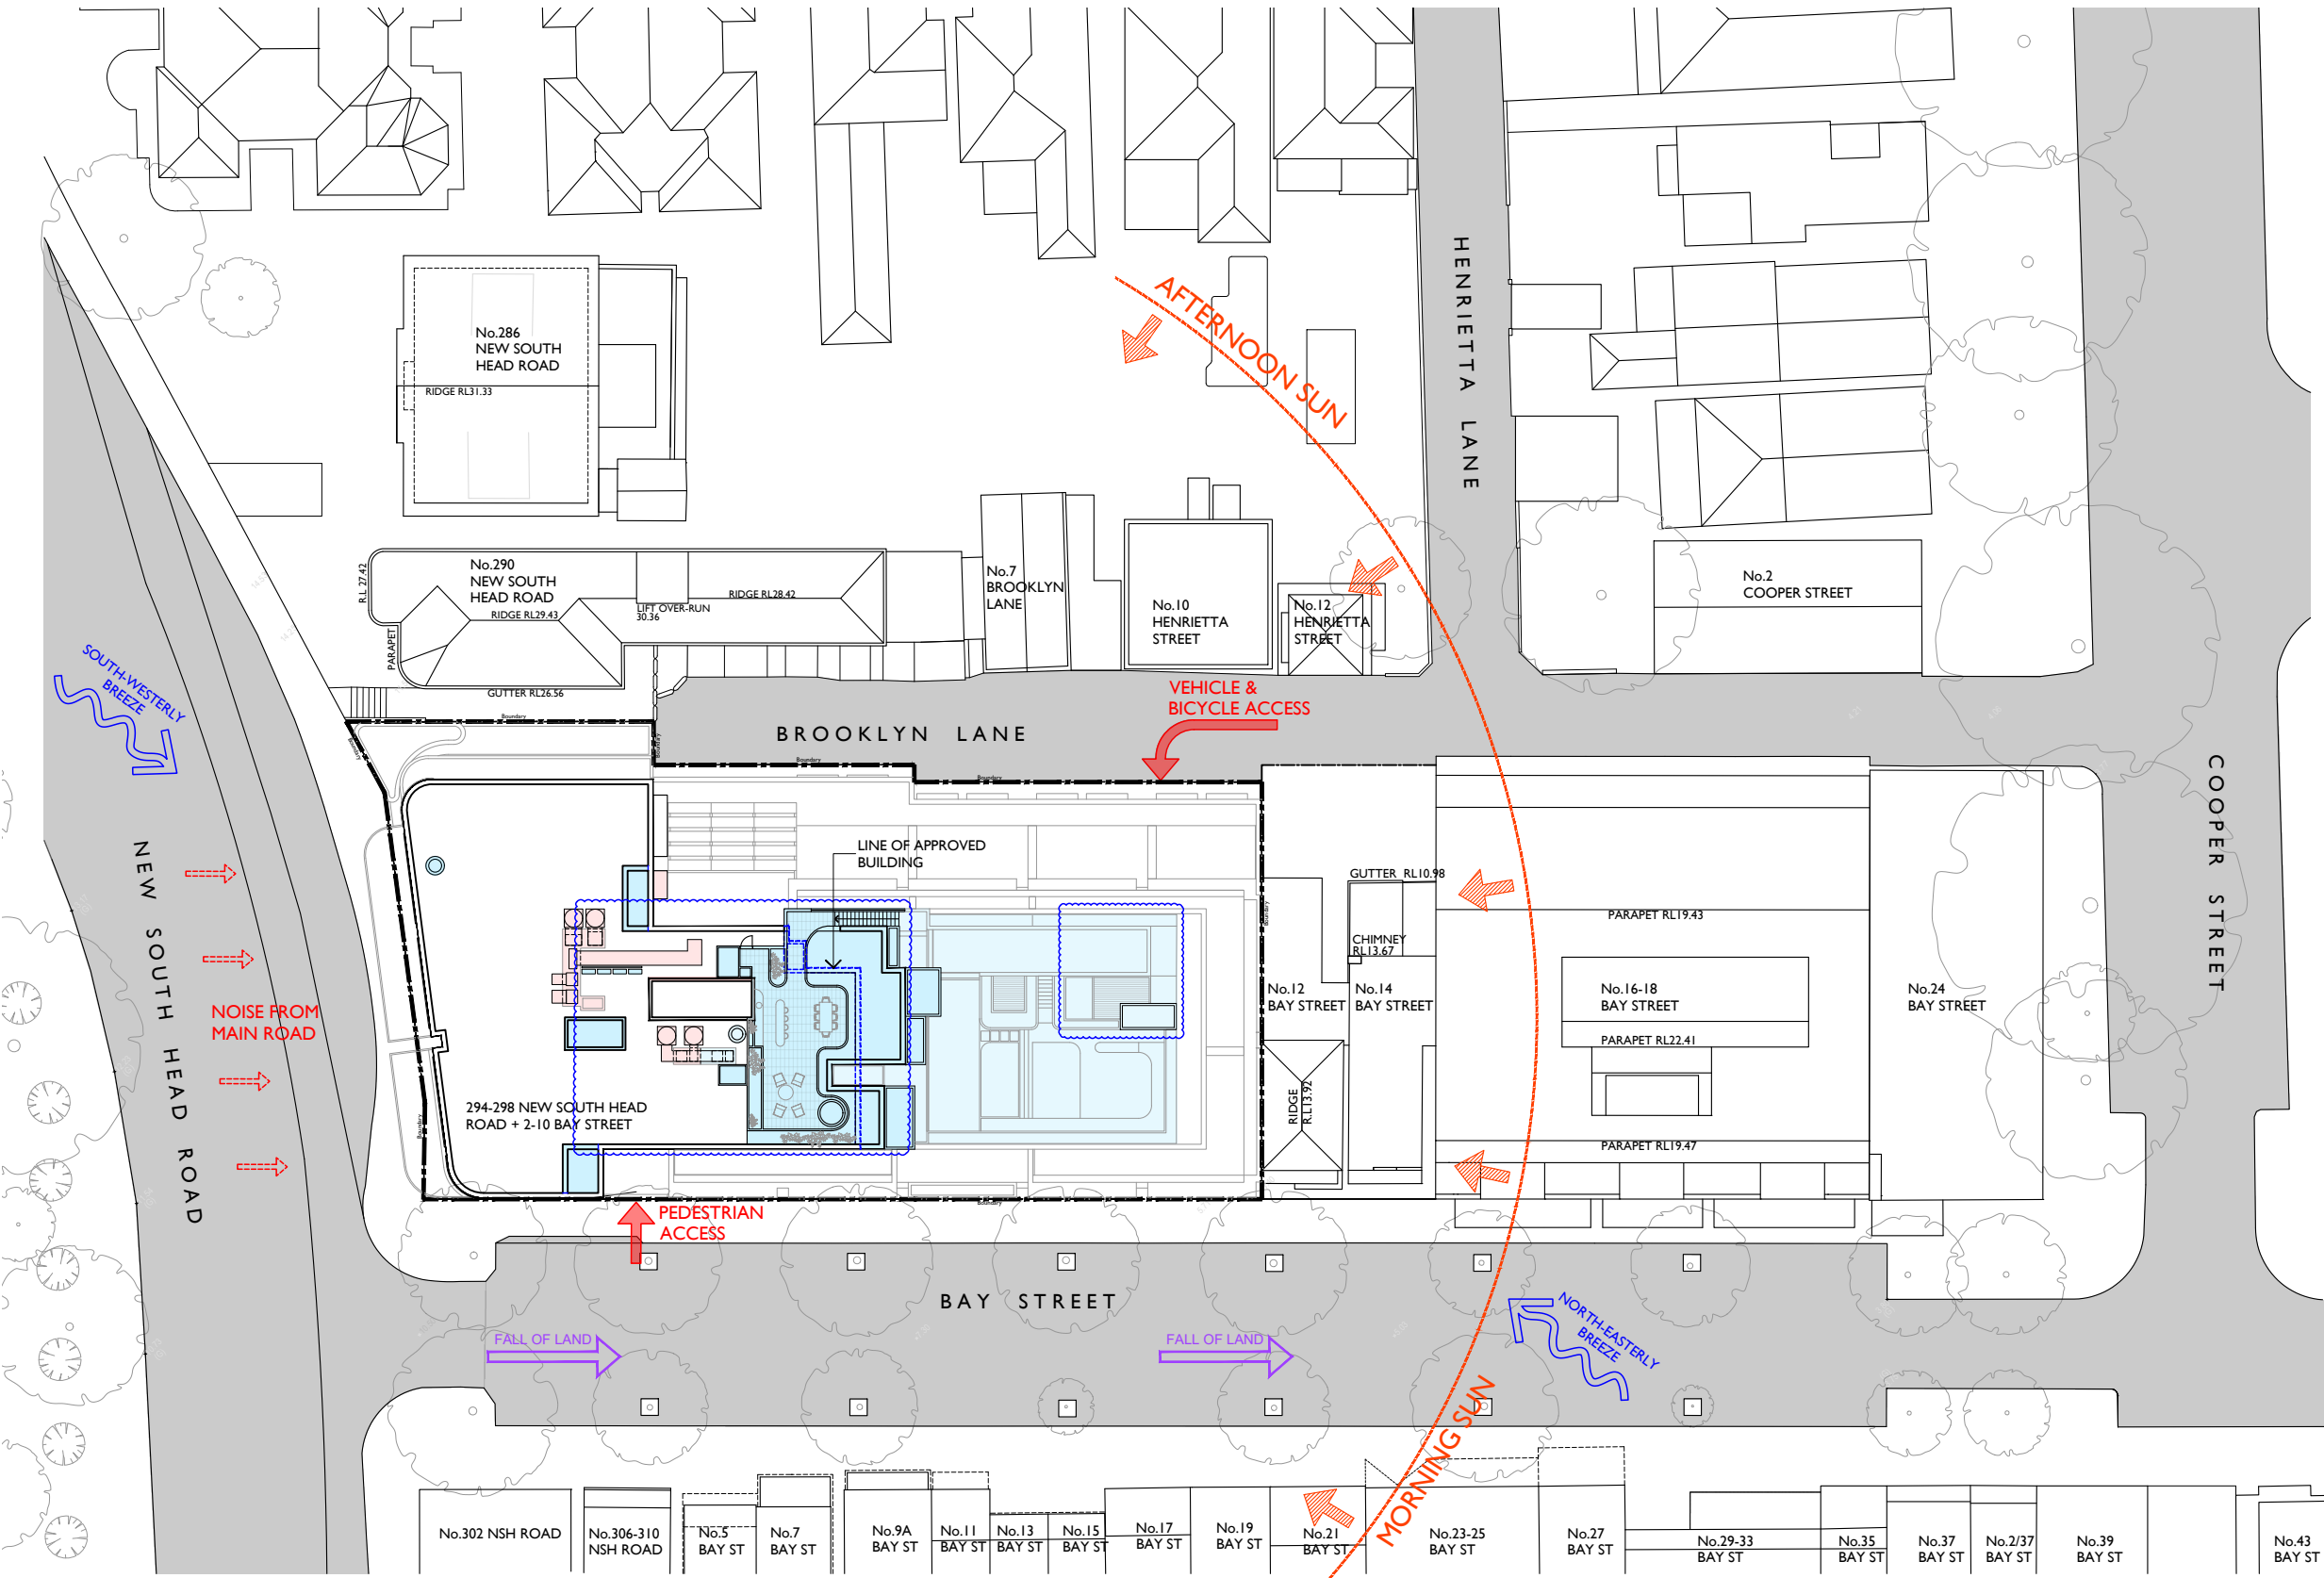 No.286
NEW SOUTH
HEAD ROAD
RIDGE RL31.33
AFTERNOON SUN
HENRIETTA LANE
No.290
NEW SOUTH
HEAD ROAD
R.L 27.42
RIDGE RL29.43
LIFT OVER-RUN
30.36
RIDGE RL28.42
PARAPET
GUTTER RL26.56
No.7
BROOKLYN
LANE
No.10
HENRIETTA
STREET
No.12
HENRIETTA
STREET
No.2
COOPER STREET
SOUTH-WESTERLY
BREEZE
VEHICLE &
BICYCLE ACCESS
BROOKLYN LANE
Boundary
Boundary
Boundary
Boundary
Boundary
COOPER STREET
NEW SOUTH HEAD ROAD
LINE OF APPROVED
BUILDING
GUTTER RL10.98
PARAPET RL19.43
Boundary
CHIMNEY
RL13.67
No.12
BAY STREET
No.14
BAY STREET
No.16-18
BAY STREET
No.24
BAY STREET
NOISE FROM
MAIN ROAD
PARAPET RL22.41
RIDGE
R.L13.92
294-298 NEW SOUTH HEAD
ROAD + 2-10 BAY STREET
Boundary
PARAPET RL19.47
Boundary
PEDESTRIAN
ACCESS
BAY STREET
FALL OF LAND
FALL OF LAND
NORTH-EASTERLY
BREEZE
MORNING SUN
No.302 NSH ROAD
No.306-310
NSH ROAD
No.5
BAY ST
No.7
BAY ST
No.9A
BAY ST
No.11
BAY ST
No.13
BAY ST
No.15
BAY ST
No.17
BAY ST
No.19
BAY ST
No.21
BAY ST
No.23-25
BAY ST
No.27
BAY ST
No.29-33
BAY ST
No.35
BAY ST
No.37
BAY ST
No.2/37
BAY ST
No.39
BAY ST
No.43
BAY ST